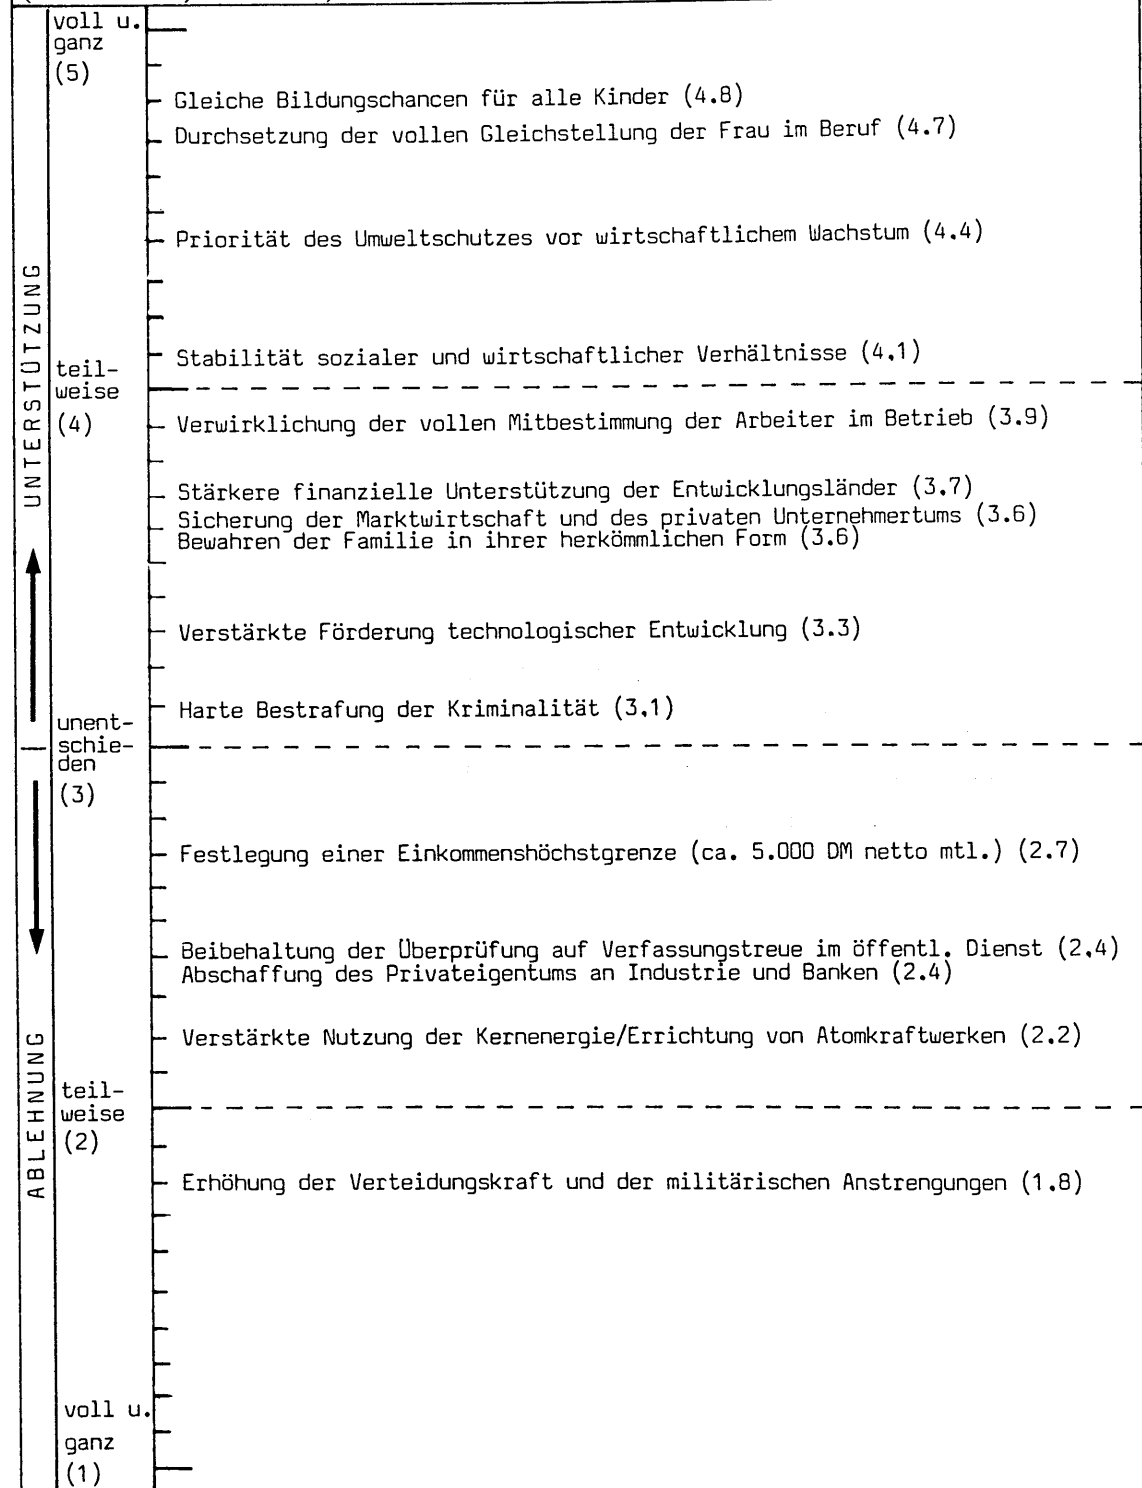 voll u.
ganz
(5)
Gleiche Bildungschancen für alle Kinder (4.8)
Durchsetzung der vollen Gleichstellung der Frau im Beruf (4.7)
Priorität des Umweltschutzes vor wirtschaftlichem Wachstum (4.4)
UNTERSTÜTZUNG
Stabilität sozialer und wirtschaftlicher Verhältnisse (4.1)
teil-
weise
(4)
Verwirklichung der vollen Mitbestimmung der Arbeiter im Betrieb (3.9)
Stärkere finanzielle Unterstützung der Entwicklungsländer (3.7)
Sicherung der Marktwirtschaft und des privaten Unternehmertums (3.6)
Bewahren der Familie in ihrer herkömmlichen Form (3.6)
Verstärkte Förderung technologischer Entwicklung (3.3)
Harte Bestrafung der Kriminalität (3.1)
unent-
schie-
den
(3)
Festlegung einer Einkommenshöchstgrenze (ca. 5.000 DM netto mtl.) (2.7)
Beibehaltung der Überprüfung auf Verfassungstreue im öffentl. Dienst (2.4)
Abschaffung des Privateigentums an Industrie und Banken (2.4)
Verstärkte Nutzung der Kernenergie/Errichtung von Atomkraftwerken (2.2)
ABLEHNUNG
teil-
weise
(2)
Erhöhung der Verteidungskraft und der militärischen Anstrengungen (1.8)
voll u.
ganz
(1)